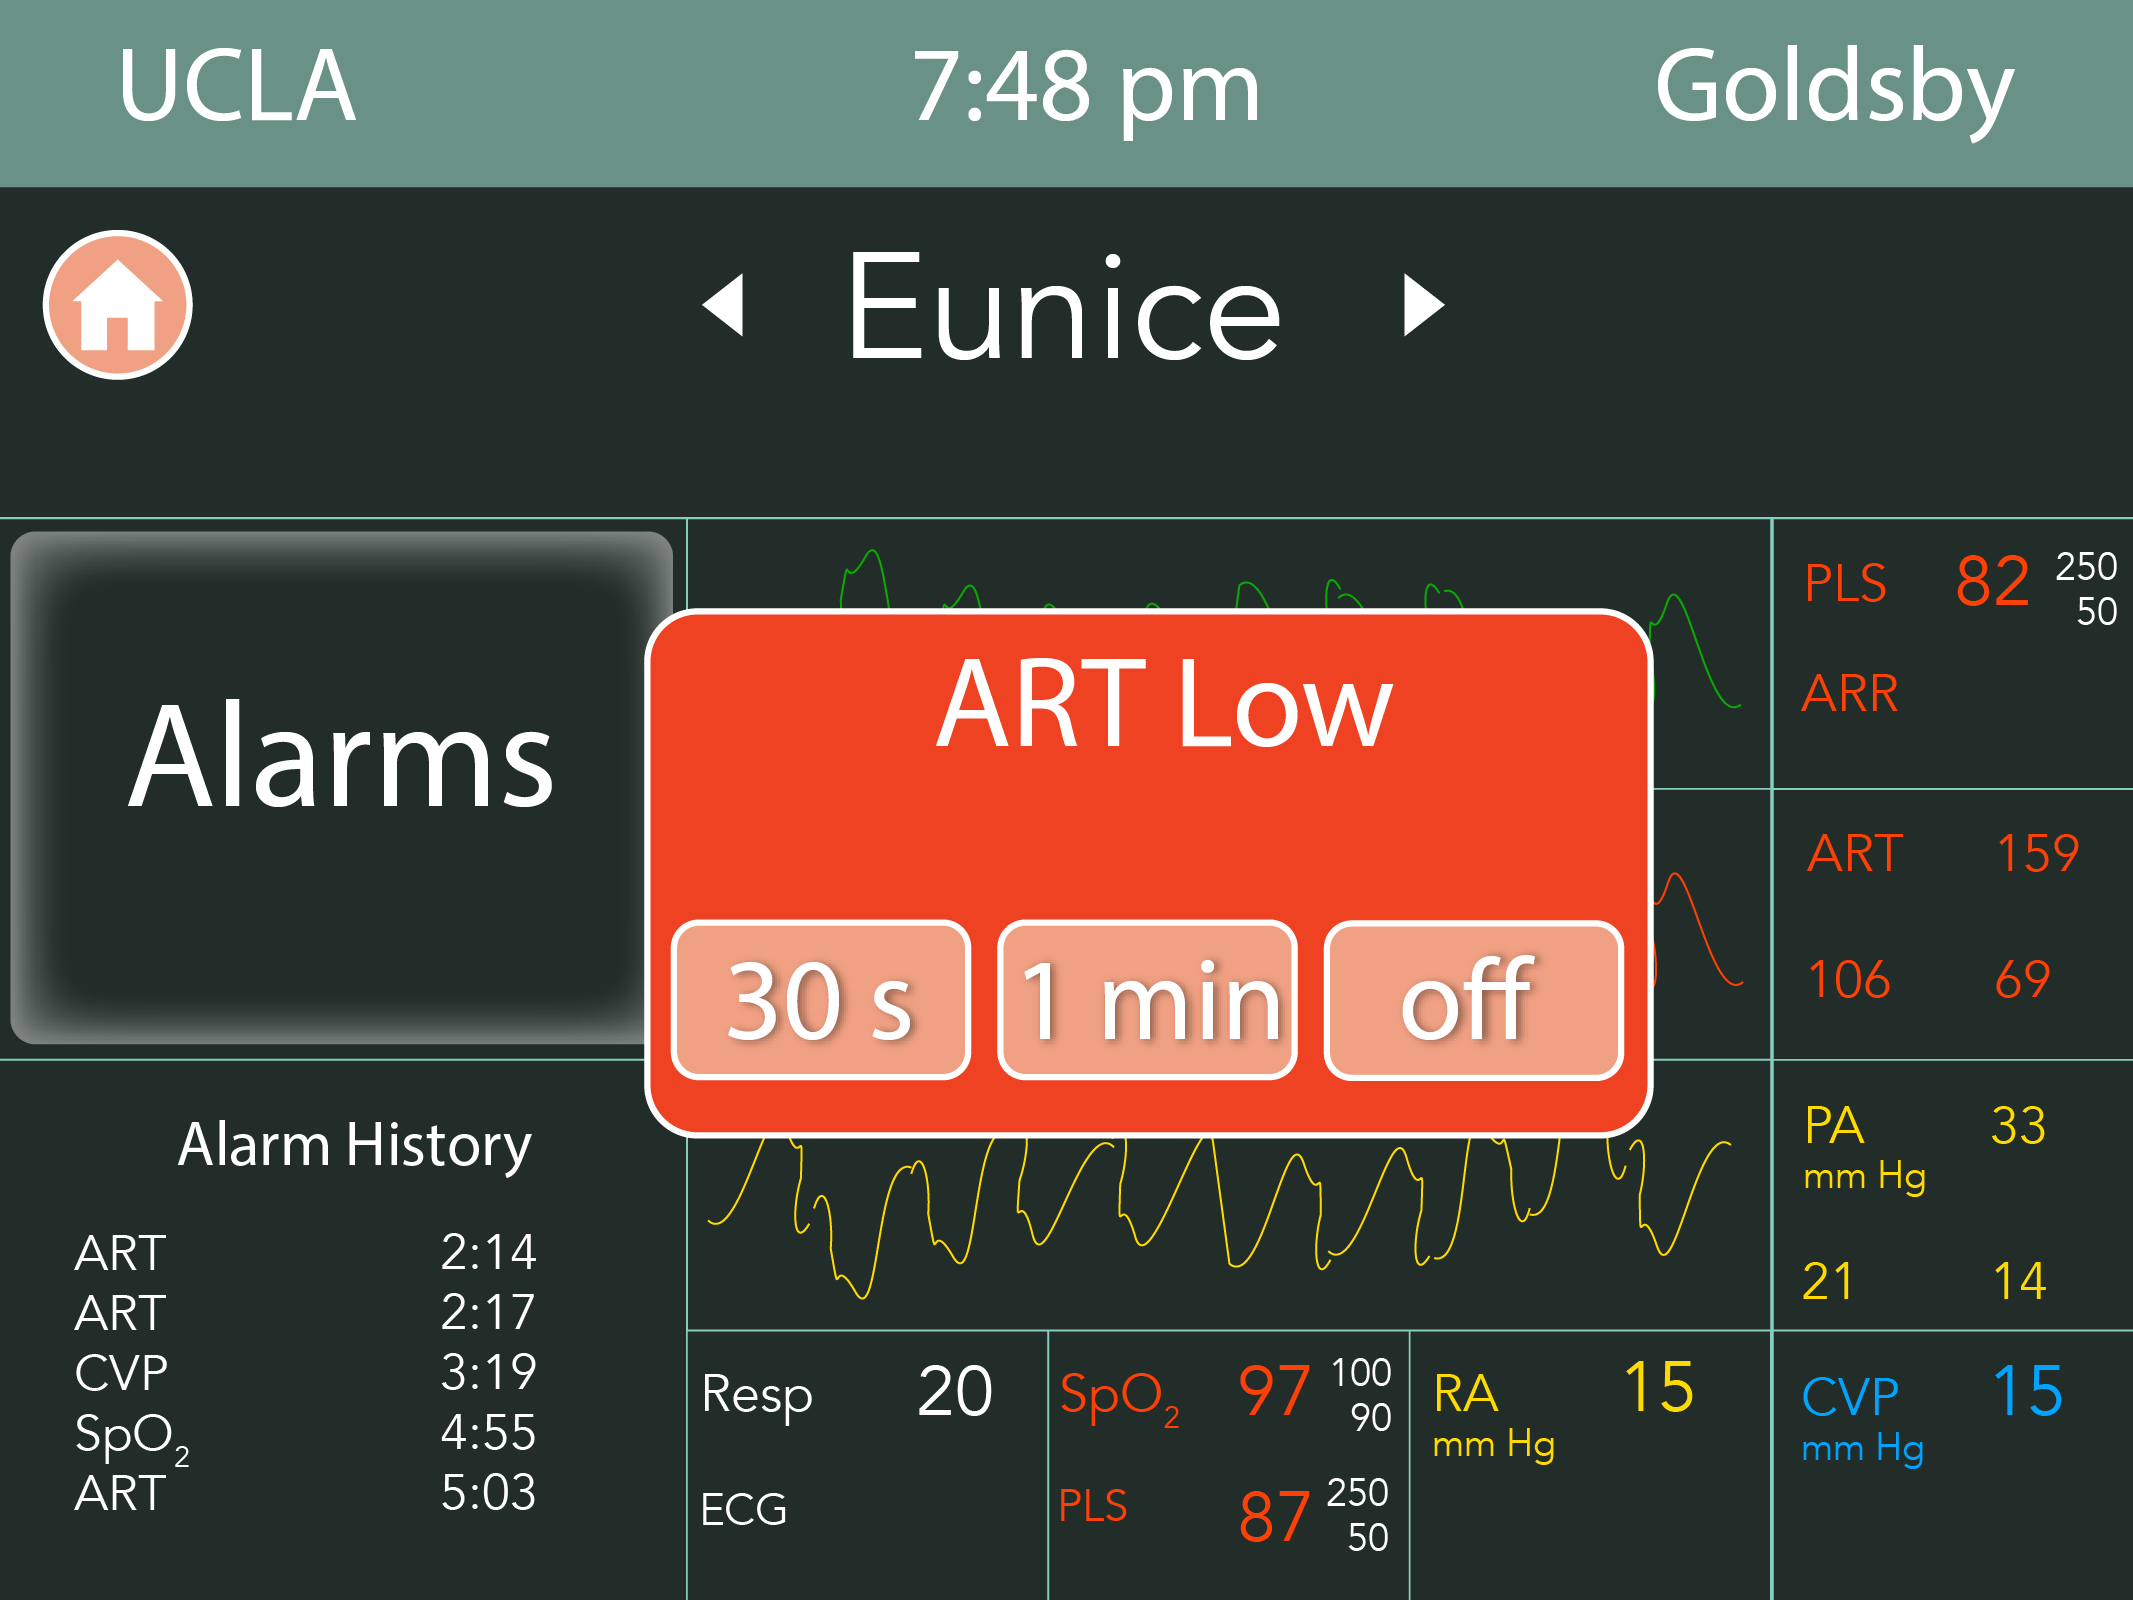 UCLA 7:48 pm Goldsby
Eunice
Alarms
ART Low
30 s 1 min off
Alarm History
ART 2:14
ART 2:17
CVP 3:19
SpO2 4:55
ART 5:03
PLS 82 250
50
ARR
ART 159
106 69
PA 33
mm Hg
21 14
Resp 20
ECG
SpO2 97 100
90
PLS 87 250
50
RA 15
mm Hg
CVP 15
mm Hg